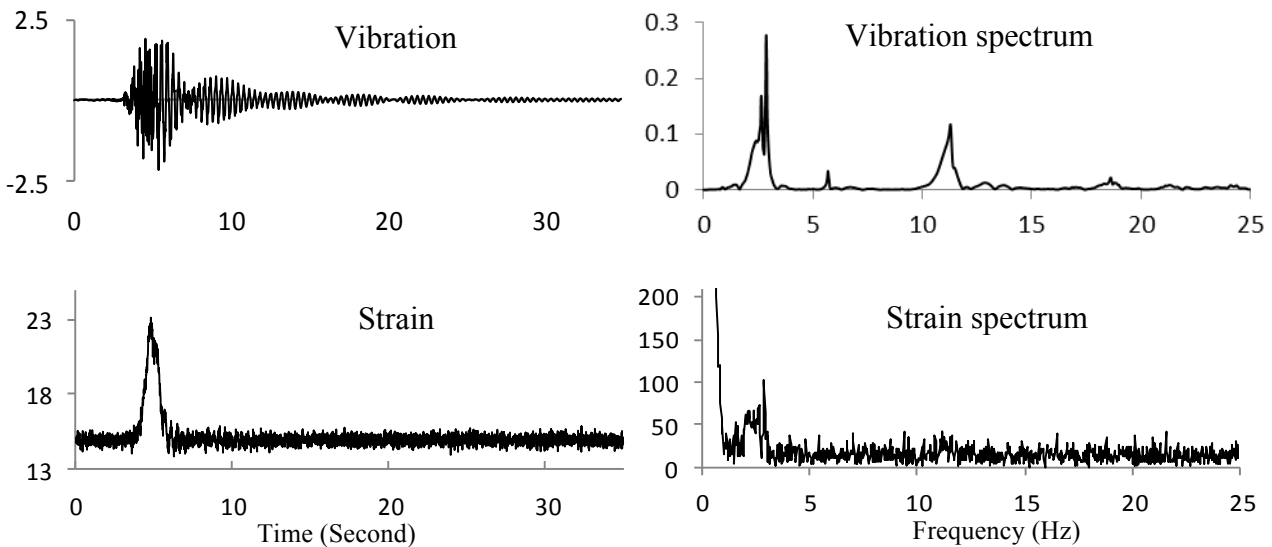 2.5
Vibration
-2.5
0 10 20 30
0.3
Vibration spectrum
0.2
0.1
0
0 5 10 15 20 25
23
Strain
18
13
0 10 20 30
Time (Second)
200
Strain spectrum
150
100
50
0
0 5 10 15 20 25
Frequency (Hz)